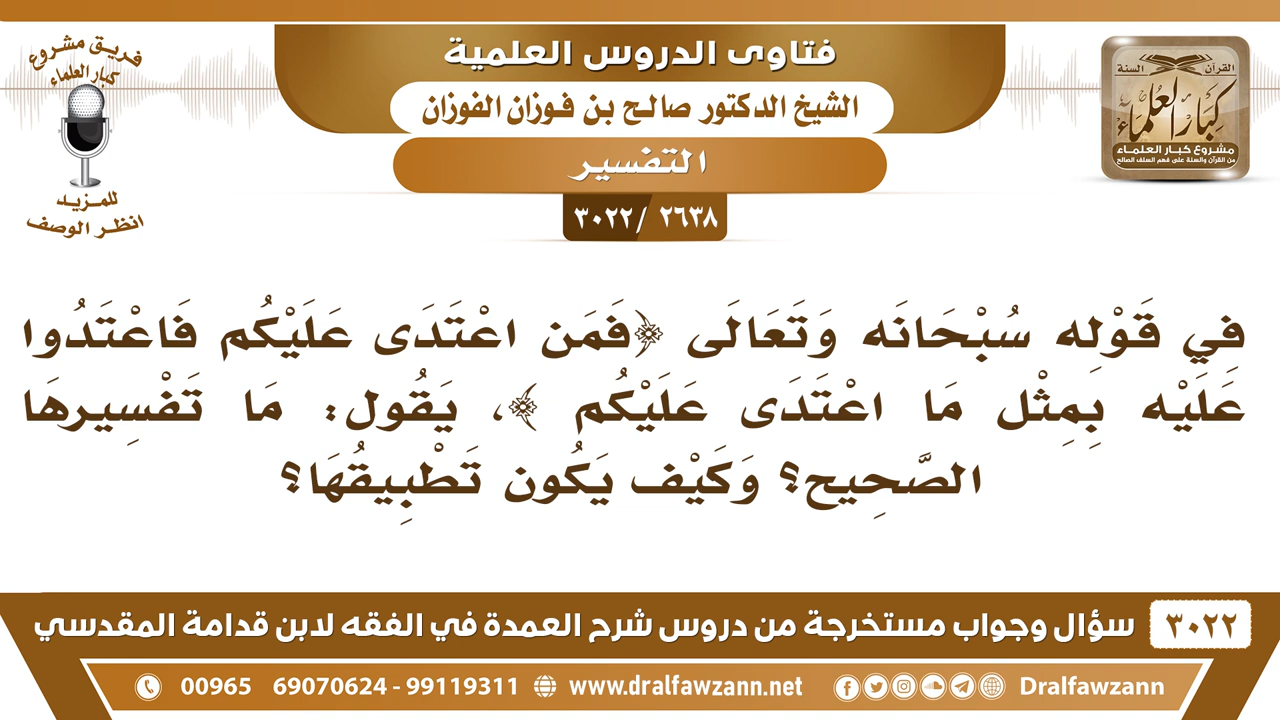 فريق مشروع
كبار العلماء
للمزيد
انظر الوصف
فتاوى الدروس العلمية
الشيخ الدكتور صالح بن فوزان الفوزان
التفسير
٢٦٣٨ / ٣٠٢٢
القرآن السنة
كبار العلماء
مشروع كبار العلماء
من القرآن والسنة على فهم السلف الصالح
في قَوْلِه سُبْحَانَه وَتَعَالَى ﴿فَمَن اعْتَدَى عَلَيْكُم فَاعْتَدُوا
عَلَيْه بِمِثْل مَا اعْتَدَى عَلَيْكُم ﴾، يَقُول: مَا تَفْسِيرهَا
الصَّحِيح؟ وَكَيْف يَكُون تَطْبِيقُهَا؟
٣٠٢٢ سؤال وجواب مستخرجة من دروس شرح العمدة في الفقه لابن قدامة المقدسي
00965 69070624 - 99119311 www.dralfawzann.net Dralfawzann